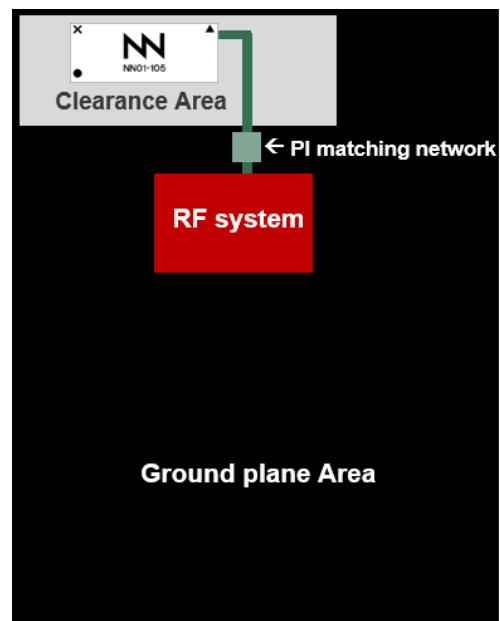 NN
NN01-105
Clearance Area
← PI matching network
RF system
Ground plane Area